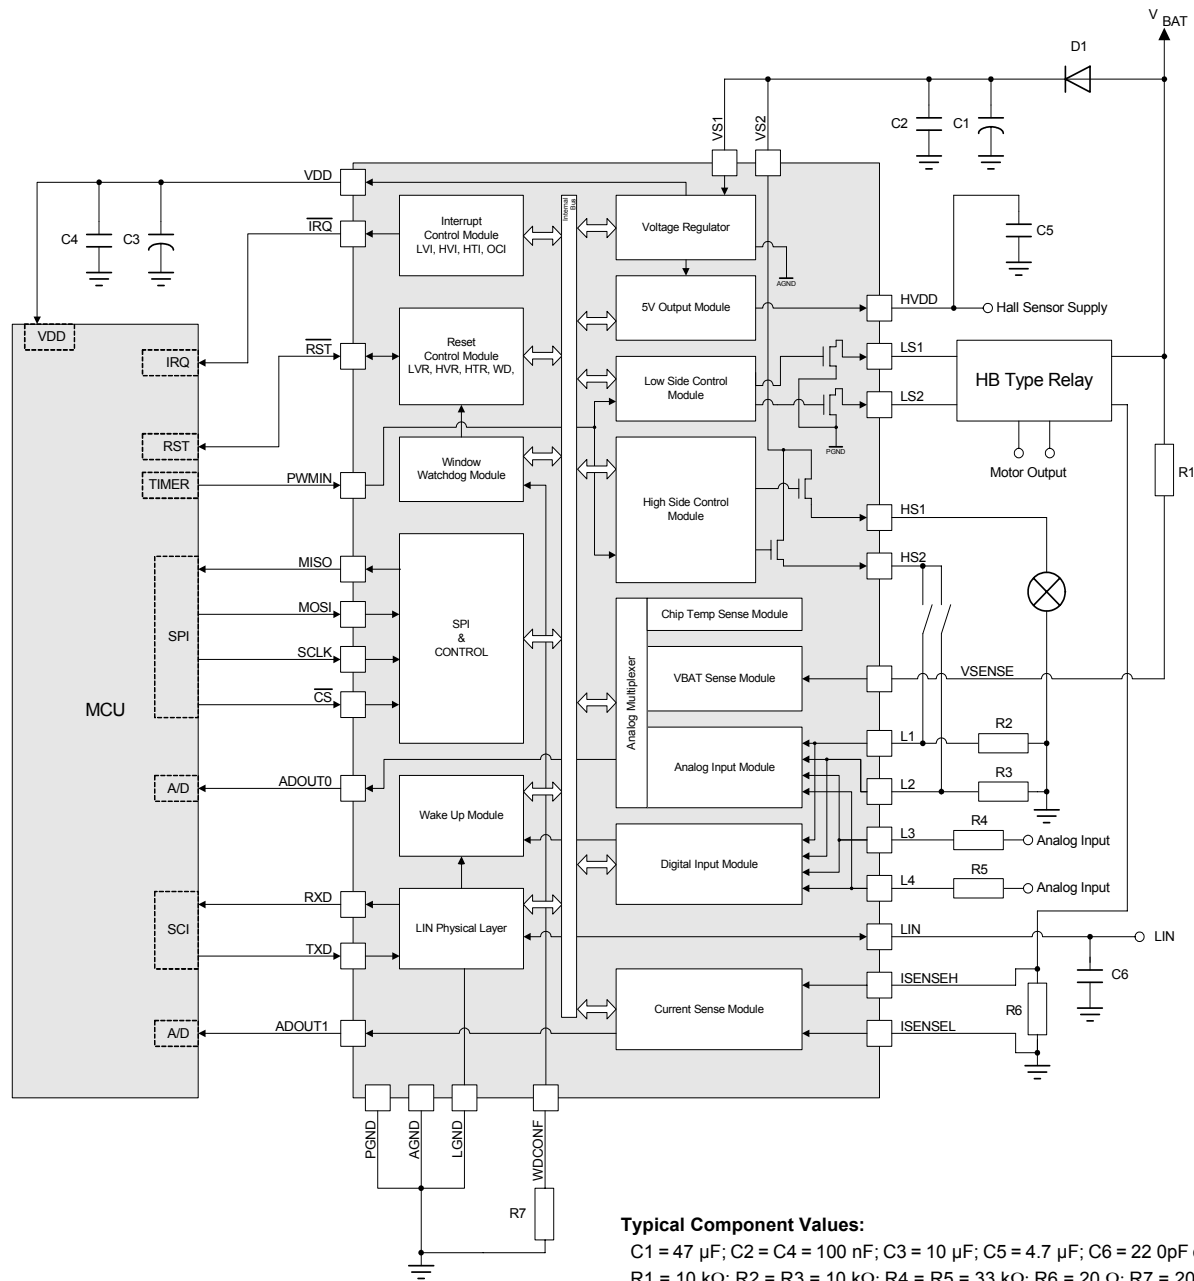 V BAT
D1
C2
C1
VS1
VS2
VDD
C4
C3
IRQ
Interrupt
Control Module
LVI, HVI, HTI, OCI
Internal
Bus
Voltage Regulator
AGND
C5
5V Output Module
HVDD
Hall Sensor Supply
VDD
IRQ
RST
Reset
Control Module
LVR, HVR, HTR, WD,
Low Side Control
Module
LS1
LS2
HB Type Relay
PGND
Motor Output
R1
RST
TIMER
PWMIN
Window
Watchdog Module
High Side Control
Module
HS1
HS2
MISO
MOSI
SCLK
CS
SPI
SPI
&
CONTROL
MCU
Analog Multiplexer
Chip Temp Sense Module
VBAT Sense Module
VSENSE
Analog Input Module
L1
R2
L2
R3
A/D
ADOUT0
Wake Up Module
Digital Input Module
L3
R4
Analog Input
L4
R5
Analog Input
SCI
RXD
TXD
LIN Physical Layer
LIN
LIN
C6
ISENSEH
Current Sense Module
R6
ISENSEL
A/D
ADOUT1
PGND
AGND
LGND
WDCONF
R7
Typical Component Values:
C1 = 47 µF; C2 = C4 = 100 nF; C3 = 10 µF; C5 = 4.7 µF; C6 = 22 0pF
R1 = 10 kΩ; R2 = R3 = 10 kΩ; R4 = R5 = 33 kΩ; R6 = 20 Ω; R7 = 20